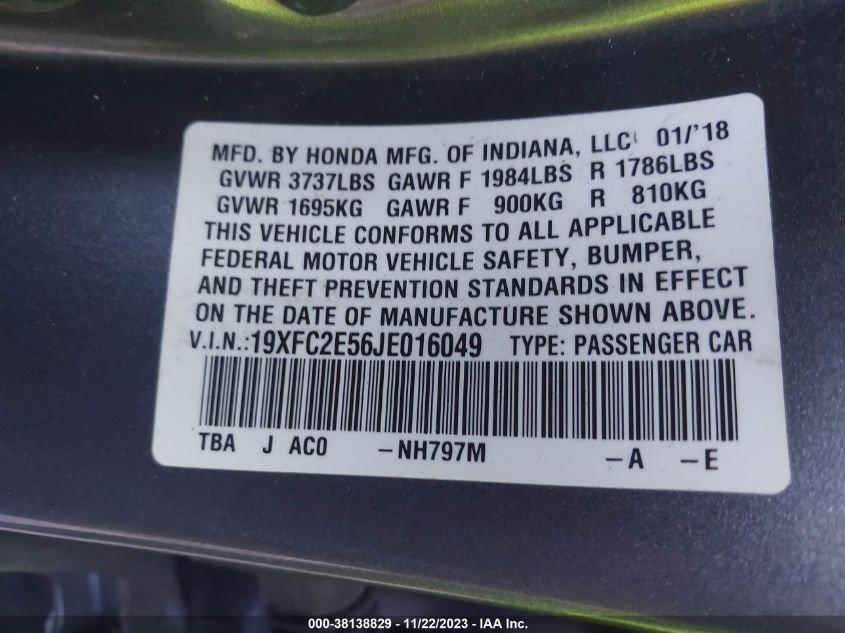 MFD. BY HONDA MFG. OF INDIANA, LLC 01/'18
GVWR 3737LBS GAWR F 1984LBS R 1786LBS
GVWR 1695KG GAWR F 900KG R 810KG
THIS VEHICLE CONFORMS TO ALL APPLICABLE
FEDERAL MOTOR VEHICLE SAFETY, BUMPER,
AND THEFT PREVENTION STANDARDS IN EFFECT
ON THE DATE OF MANUFACTURE SHOWN ABOVE.
V.I.N.:19XFC2E56JE016049 TYPE: PASSENGER CAR
TBA J AC0 -NH797M -A -E
000-38138829 - 11/22/2023 - IAA Inc.